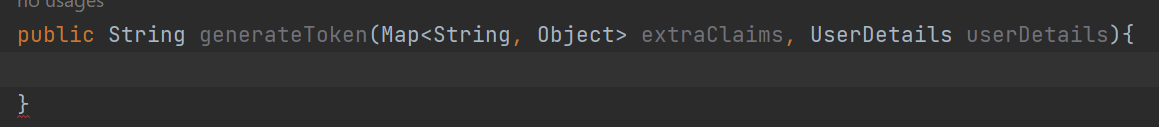 no usages
public String generateToken(Map<String, Object> extraClaims, UserDetails userDetails){
}